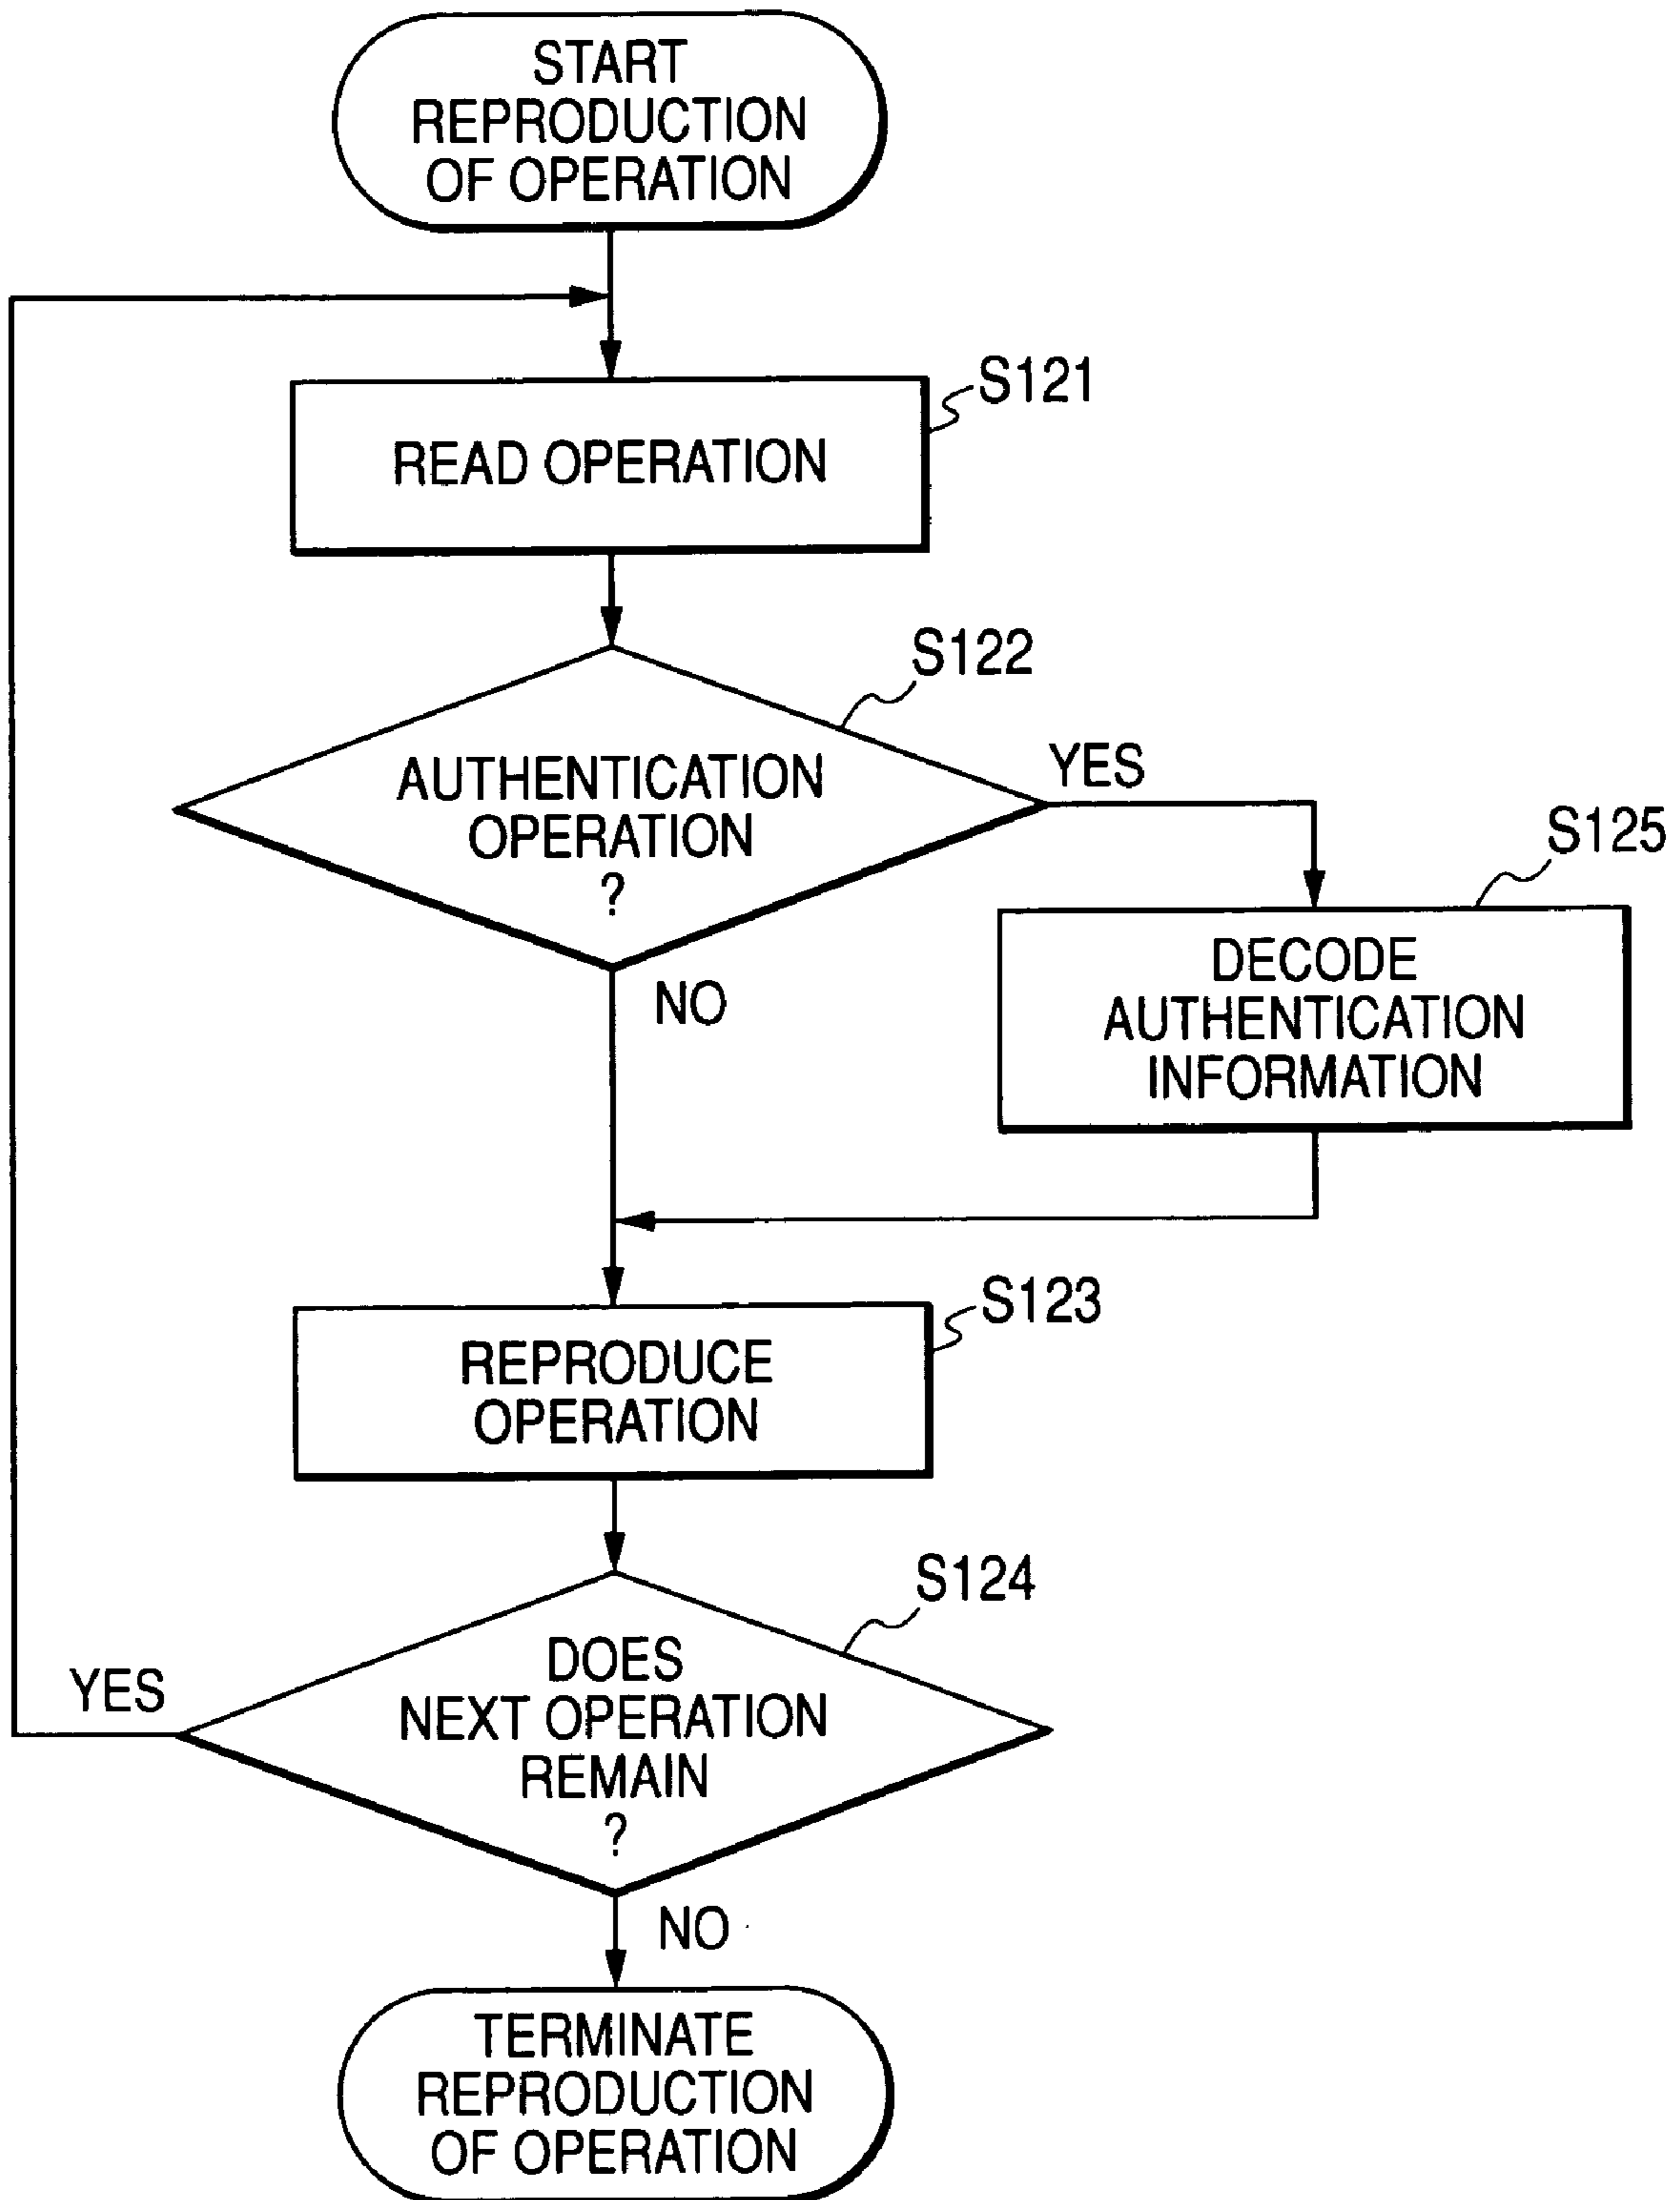 START
REPRODUCTION
OF OPERATION
S121
READ OPERATION
S122
AUTHENTICATION
OPERATION
?
YES
NO
S125
DECODE
AUTHENTICATION
INFORMATION
S123
REPRODUCE
OPERATION
S124
DOES
NEXT OPERATION
REMAIN
?
YES
NO
TERMINATE
REPRODUCTION
OF OPERATION